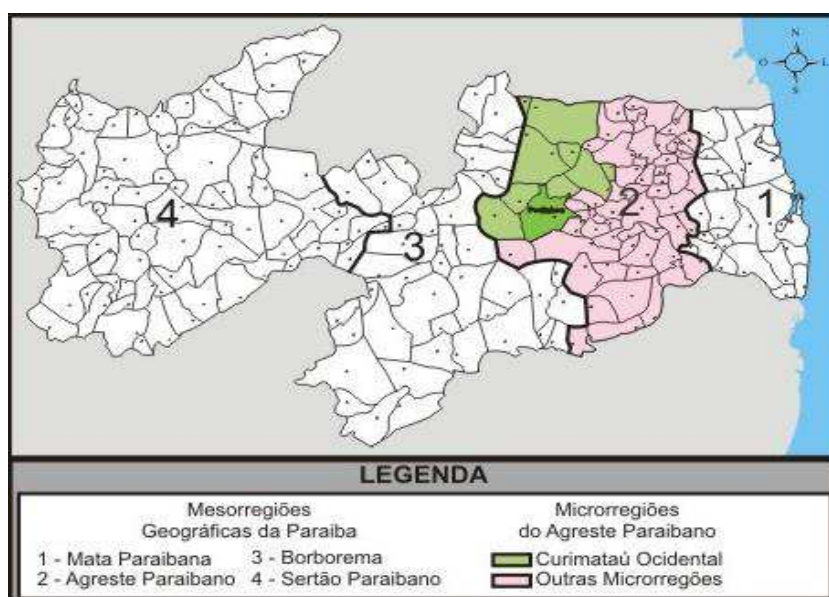 N
O L
S
4
3
2
1
LEGENDA
Mesorregiões
Geográficas da Paraiba
1 - Mata Paraibana 3 - Borborema
2 - Agreste Paraibano 4 - Sertão Paraibano
Microrregiões
do Agreste Paraibano
Curimataú Ocidental
Outras Microrregiões